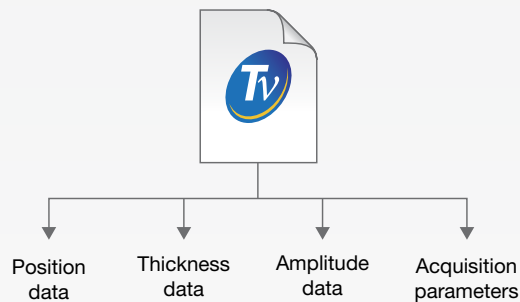 Tv
Position
data
Thickness
data
Amplitude
data
Acquisition
parameters